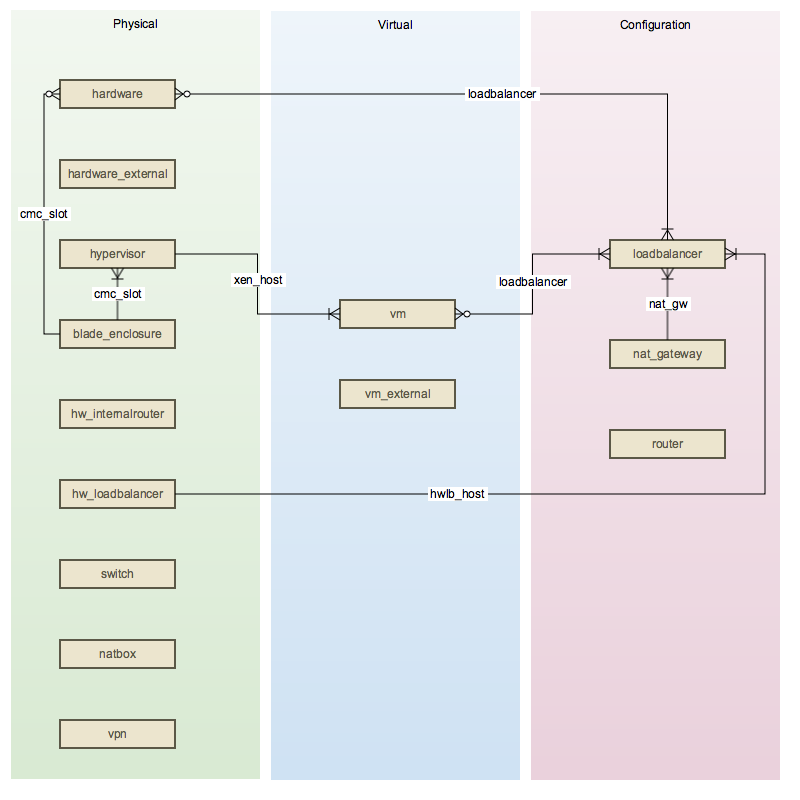 Physical
Virtual
Configuration
hardware
loadbalancer
hardware_external
cmc_slot
hypervisor
loadbalancer
xen_host
loadbalancer
cmc_slot
nat_gw
vm
blade_enclosure
nat_gateway
vm_external
hw_internalrouter
router
hw_loadbalancer
hwlb_host
switch
natbox
vpn